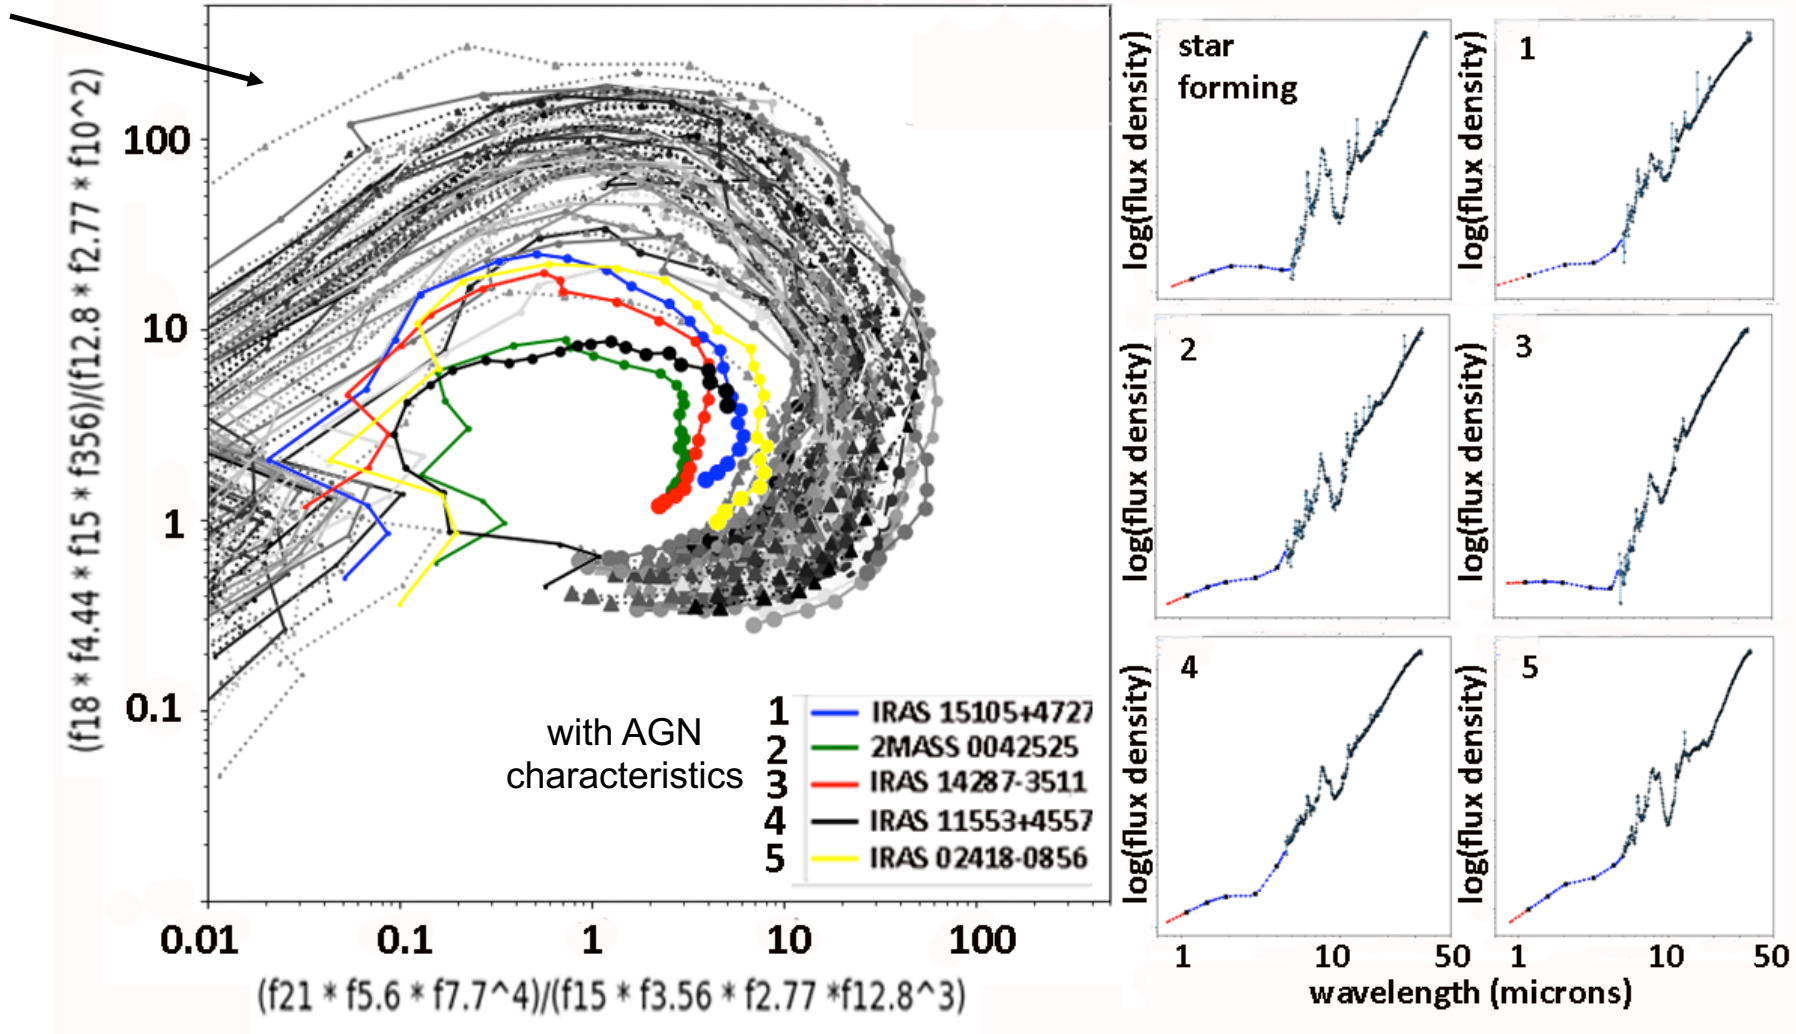 (f18 * f4.44 * f15 * f356)/(f12.8 * f2.77 * f10^2)
100
10
1
0.1
0.01
0.1
1
10
100
(f21 * f5.6 * f7.7^4)/(f15 * f3.56 * f2.77 *f12.8^3)
with AGN
characteristics
1 IRAS 15105+4727
2 2MASS 0042525
3 IRAS 14287-3511
4 IRAS 11553+4557
5 IRAS 02418-0856
log(flux density)
star
forming
log(flux density)
1
log(flux density)
2
log(flux density)
3
log(flux density)
4
log(flux density)
5
1 10 50
1 10 50
wavelength (microns)